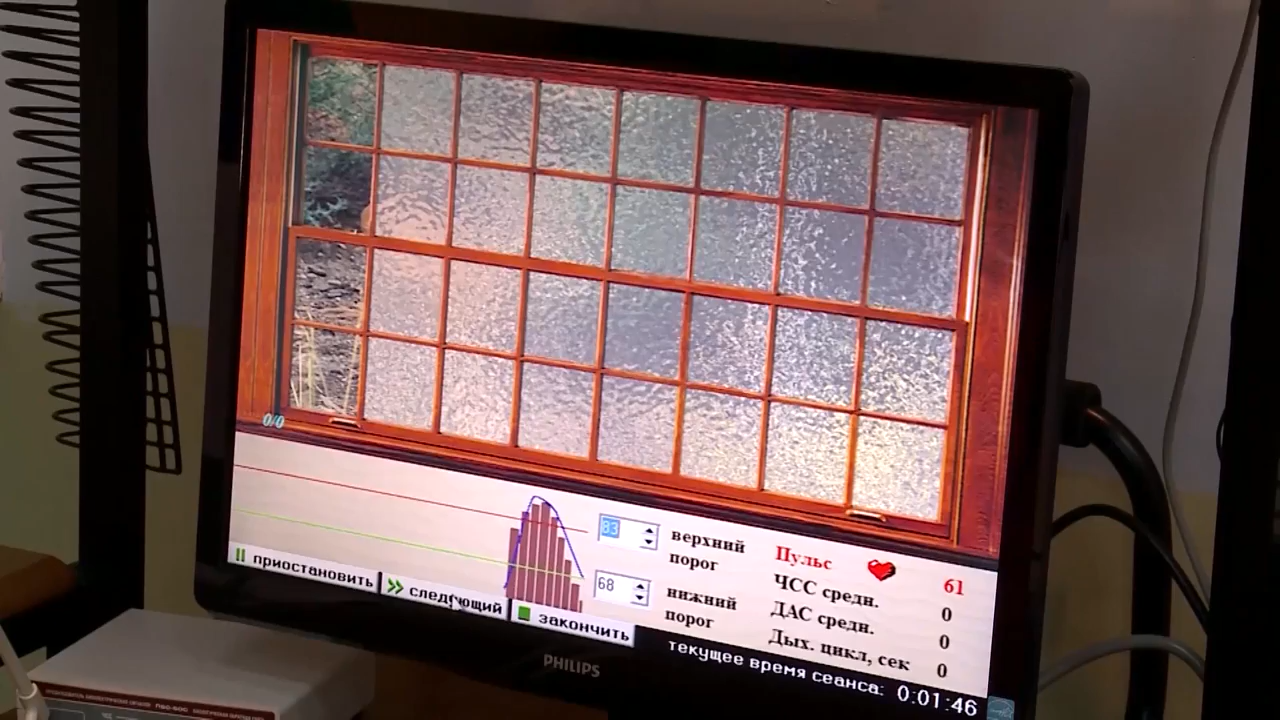 0/0
83
верхний
порог
68
нижний
порог
Пульс 61
ЧСС средн. 0
ДАС средн. 0
Дых. цикл, сек 0
приостановить
следующий
закончить
текущее время сеанса: 0:01:46
PHILIPS